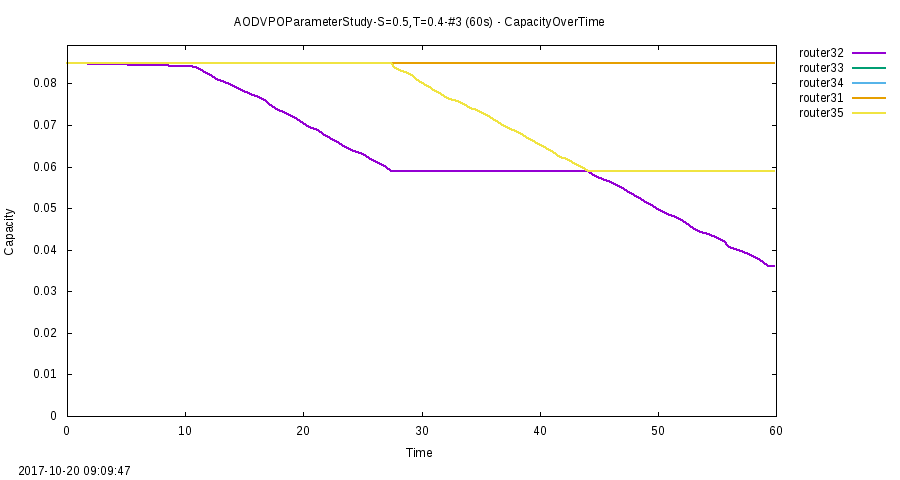 AODVPOParameterStudy-S=0.5,T=0.4-#3 (60s) - CapacityOverTime
router32
router33
router34
router31
router35
0.08
0.07
0.06
0.05
0.04
0.03
0.02
0.01
0
Capacity
0 10 20 30 40 50 60
Time
2017-10-20 09:09:47